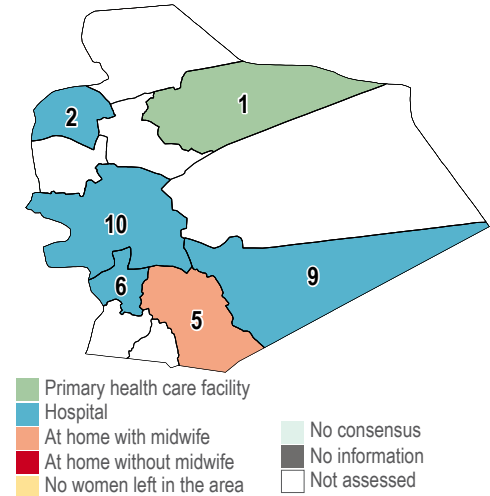 1
2
10
6
9
5
Primary health care facility
Hospital
At home with midwife
At home without midwife
No women left in the area
No consensus
No information
Not assessed